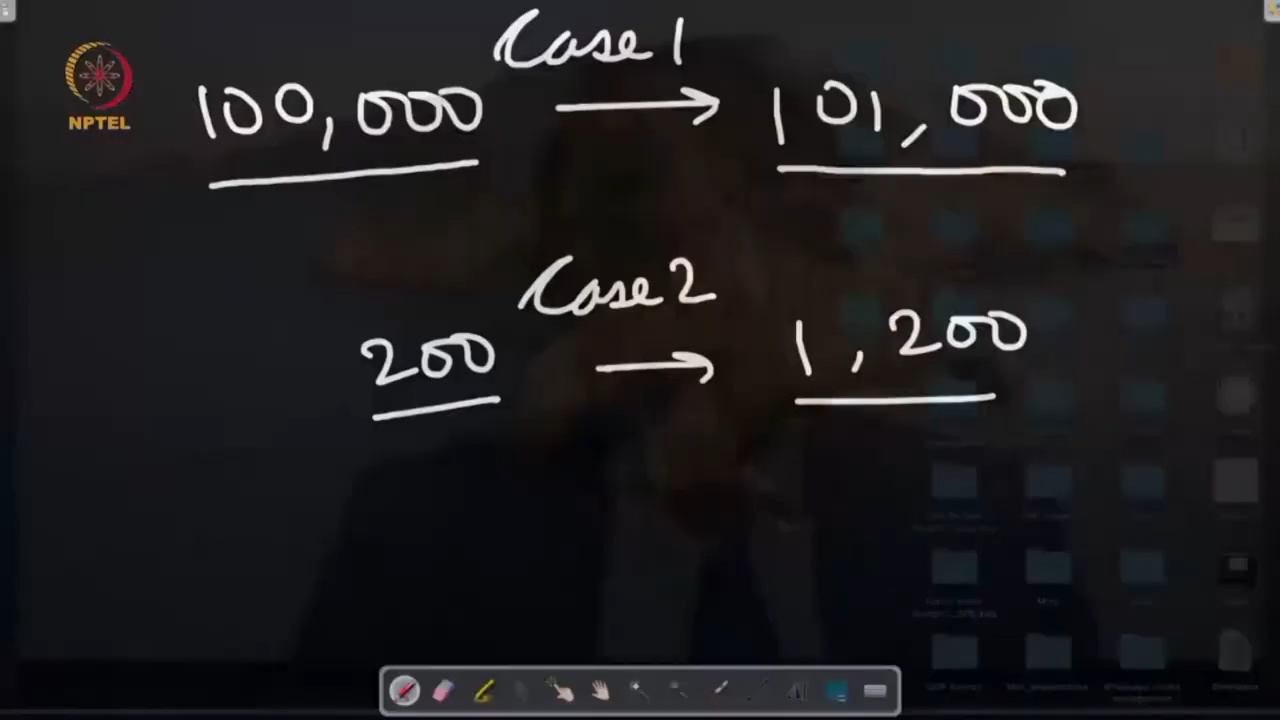 Case 1
100,000 → 101,000
NPTEL
Case 2
200 → 1,200